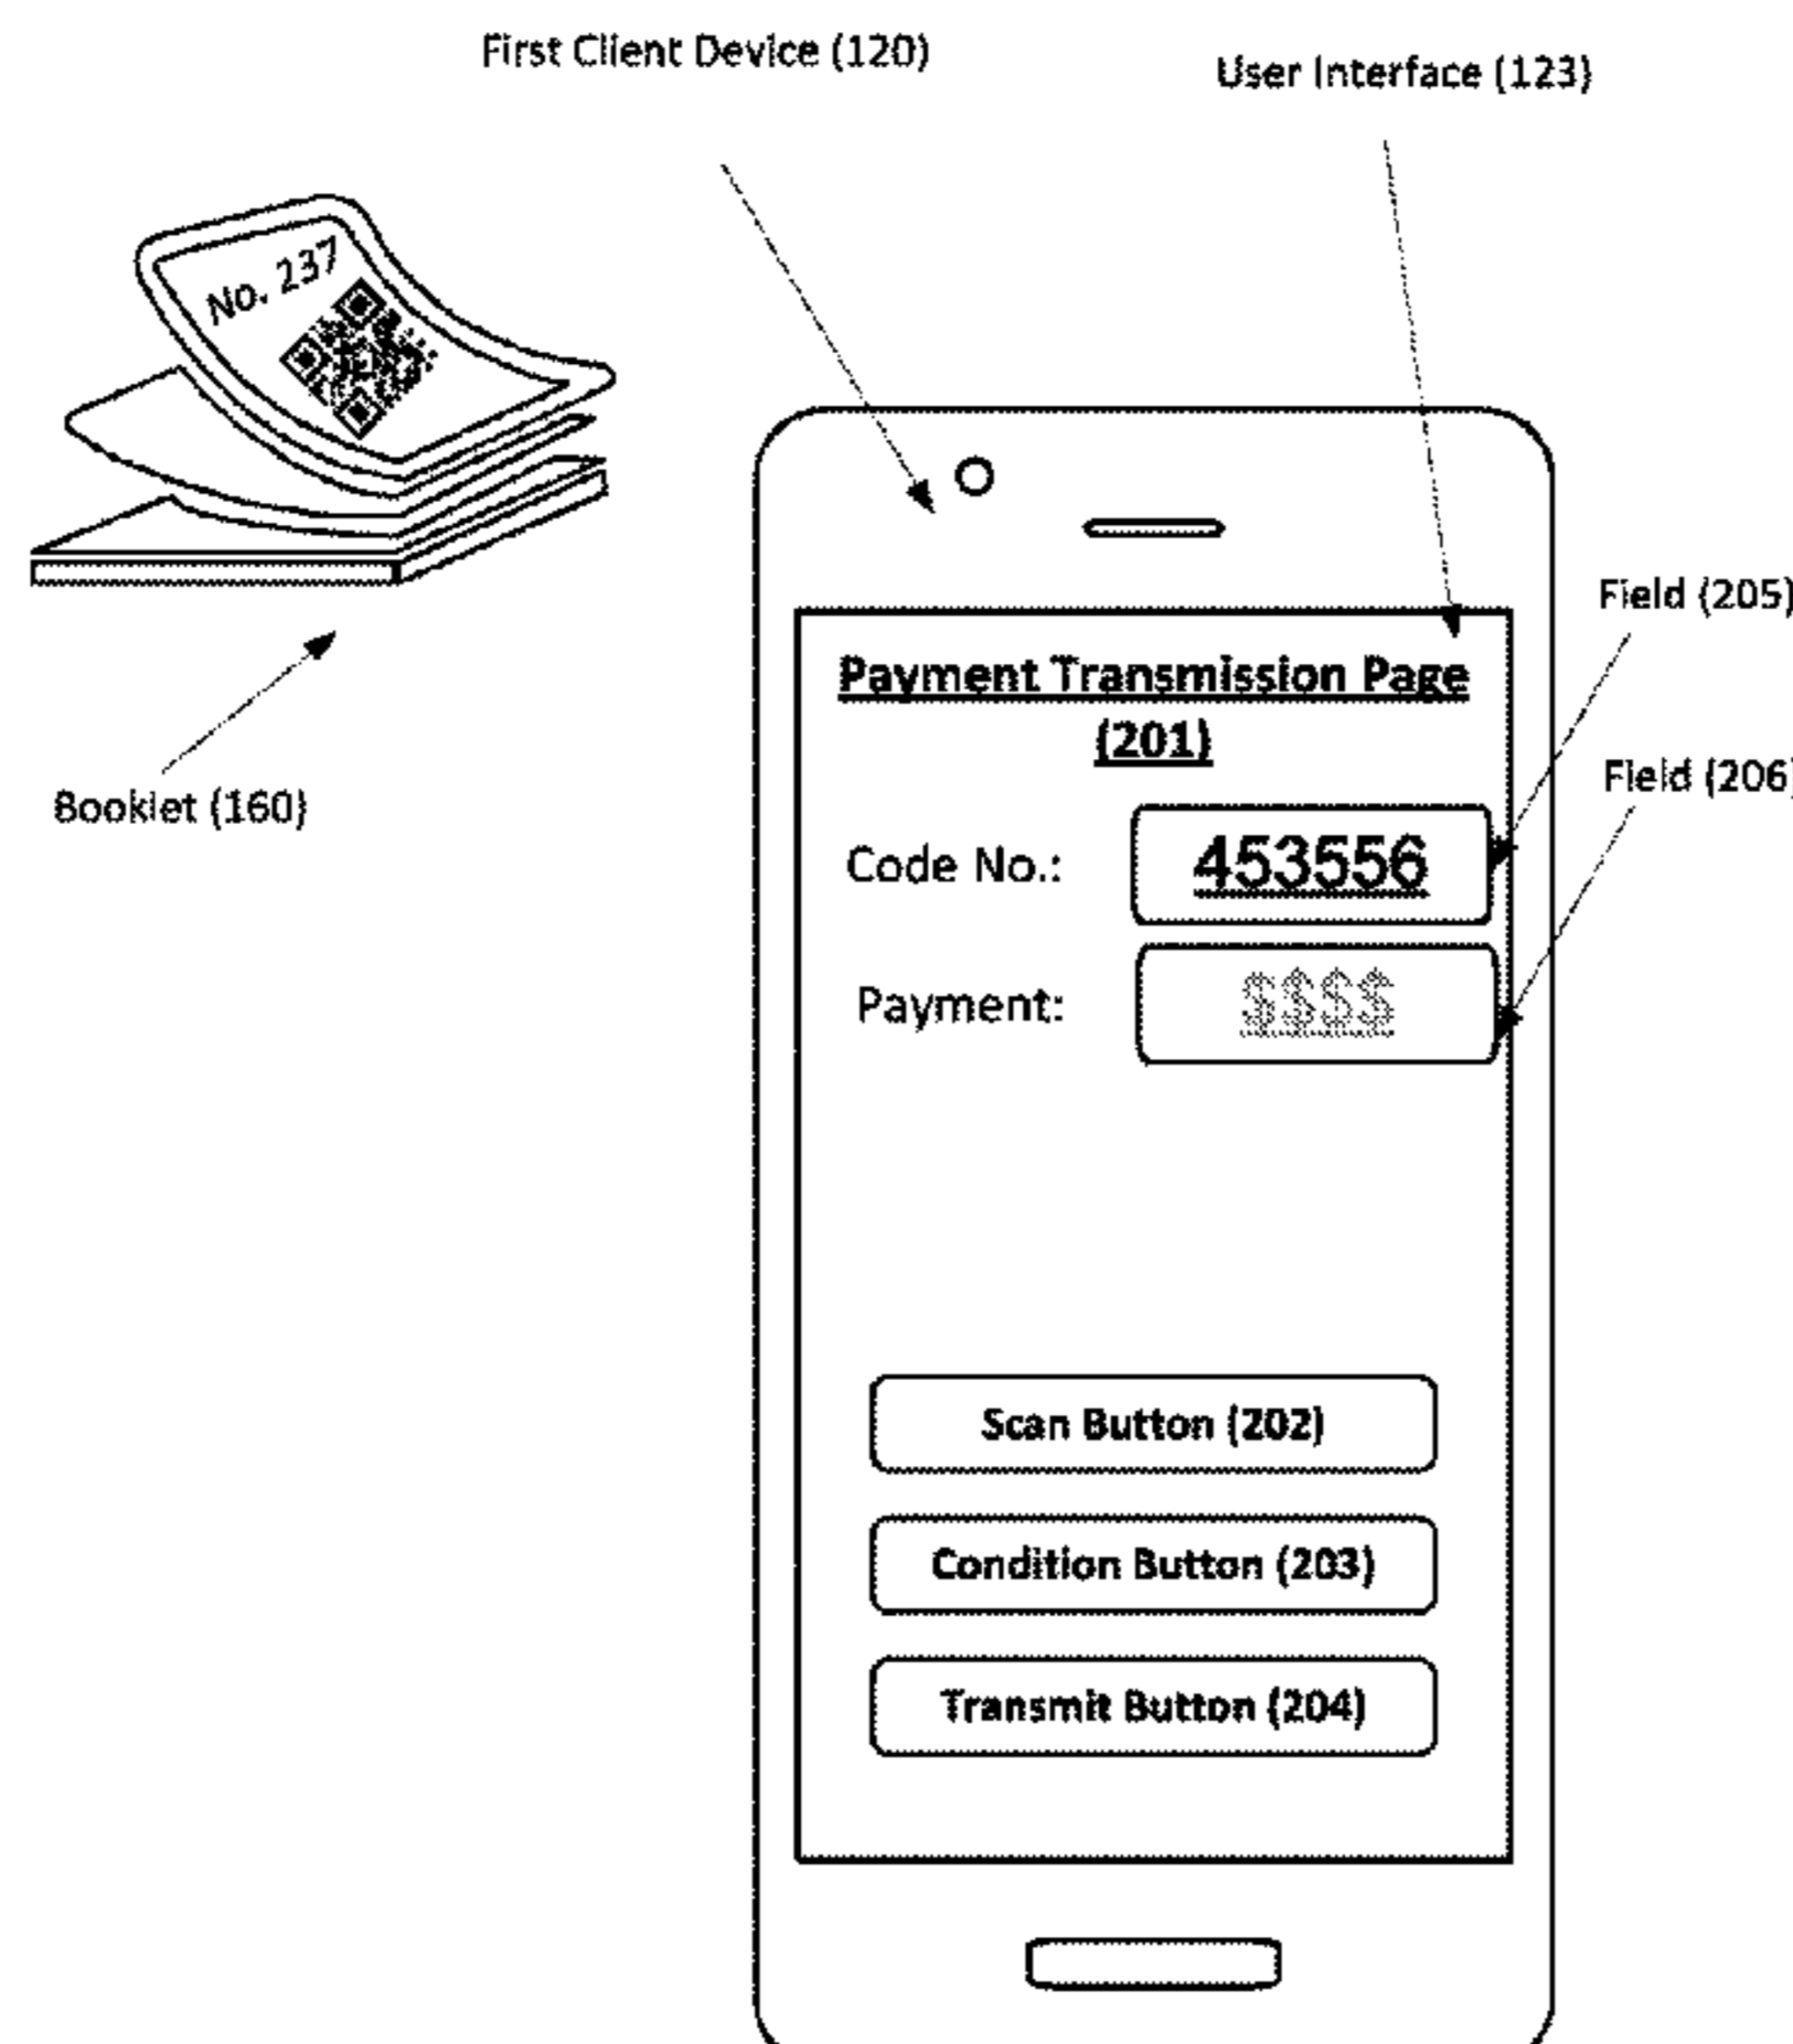 First Client Device (120)
User Interface (123)
No. 237
Booklet (160)
Field (205)
Field (206)
Payment Transmission Page
(201)
Code No.: 453556
Payment: $$$$
Scan Button (202)
Condition Button (203)
Transmit Button (204)